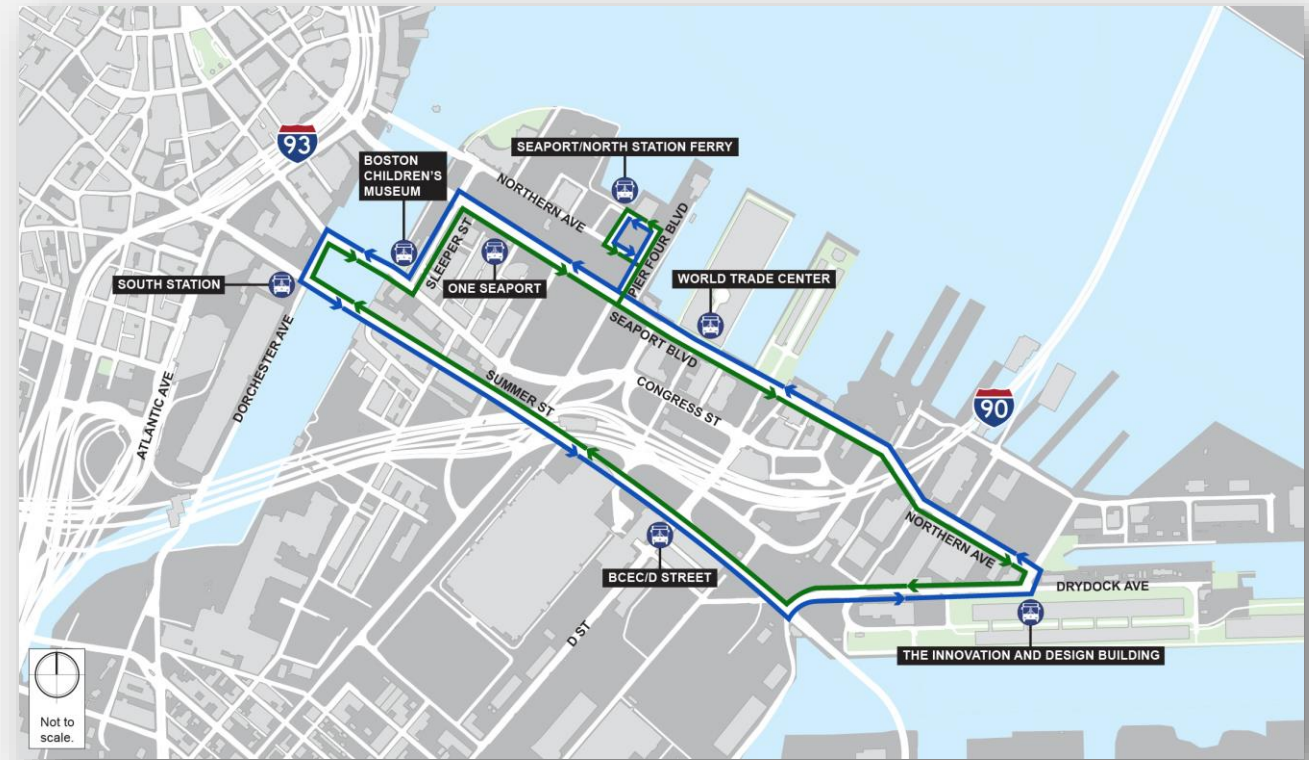 93
BOSTON
CHILDREN'S
MUSEUM
SEAPORT/NORTH STATION FERRY
NORTHERN AVE
PIER FOUR BLVD
SLEEPER ST
SOUTH STATION
ONE SEAPORT
WORLD TRADE CENTER
SEAPORT BLVD
DORCHESTER AVE
ATLANTIC AVE
SUMMER ST
CONGRESS ST
90
NORTHERN AVE
BCEC/D STREET
DRYDOCK AVE
D ST
THE INNOVATION AND DESIGN BUILDING
Not to
scale.